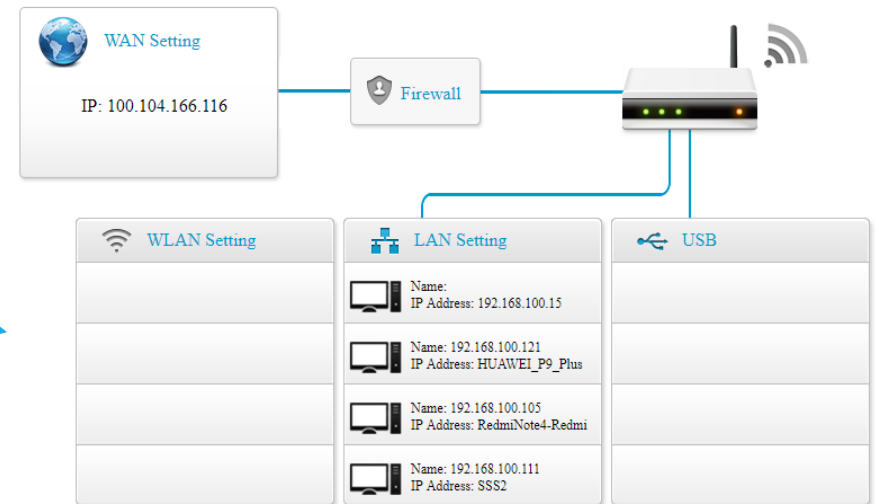 WAN Setting
IP: 100.104.166.116
Firewall
WLAN Setting
LAN Setting
USB
Name:
IP Address: 192.168.100.15
Name: 192.168.100.121
IP Address: HUAWEI_P9_Plus
Name: 192.168.100.105
IP Address: RedmiNote4-Redmi
Name: 192.168.100.111
IP Address: SSS2